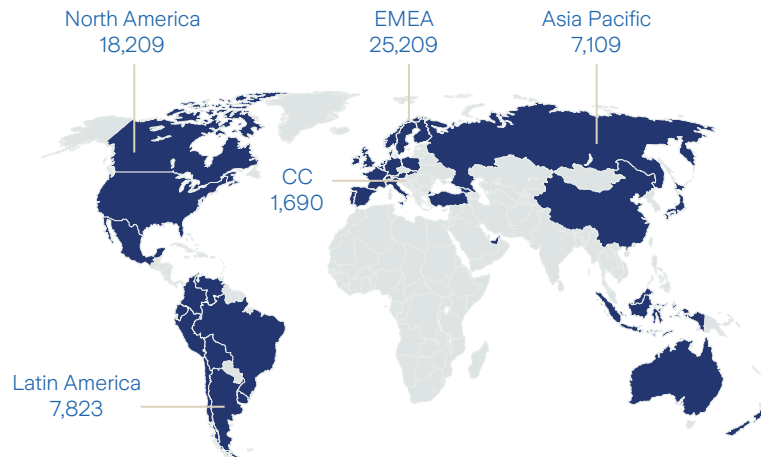 North America
18,209
EMEA
25,209
Asia Pacific
7,109
CC
1,690
Latin America
7,823